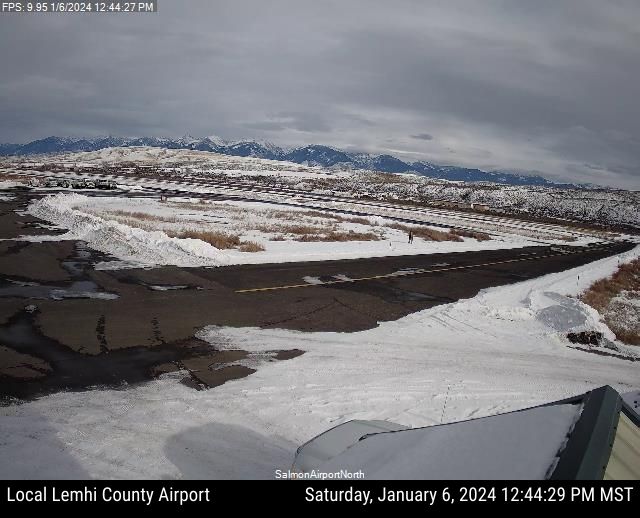 FPS: 9.95 1/6/2024 12:44:27 PM
SalmonAirportNorth
Local Lemhi County Airport Saturday, January 6, 2024 12:44:29 PM MST